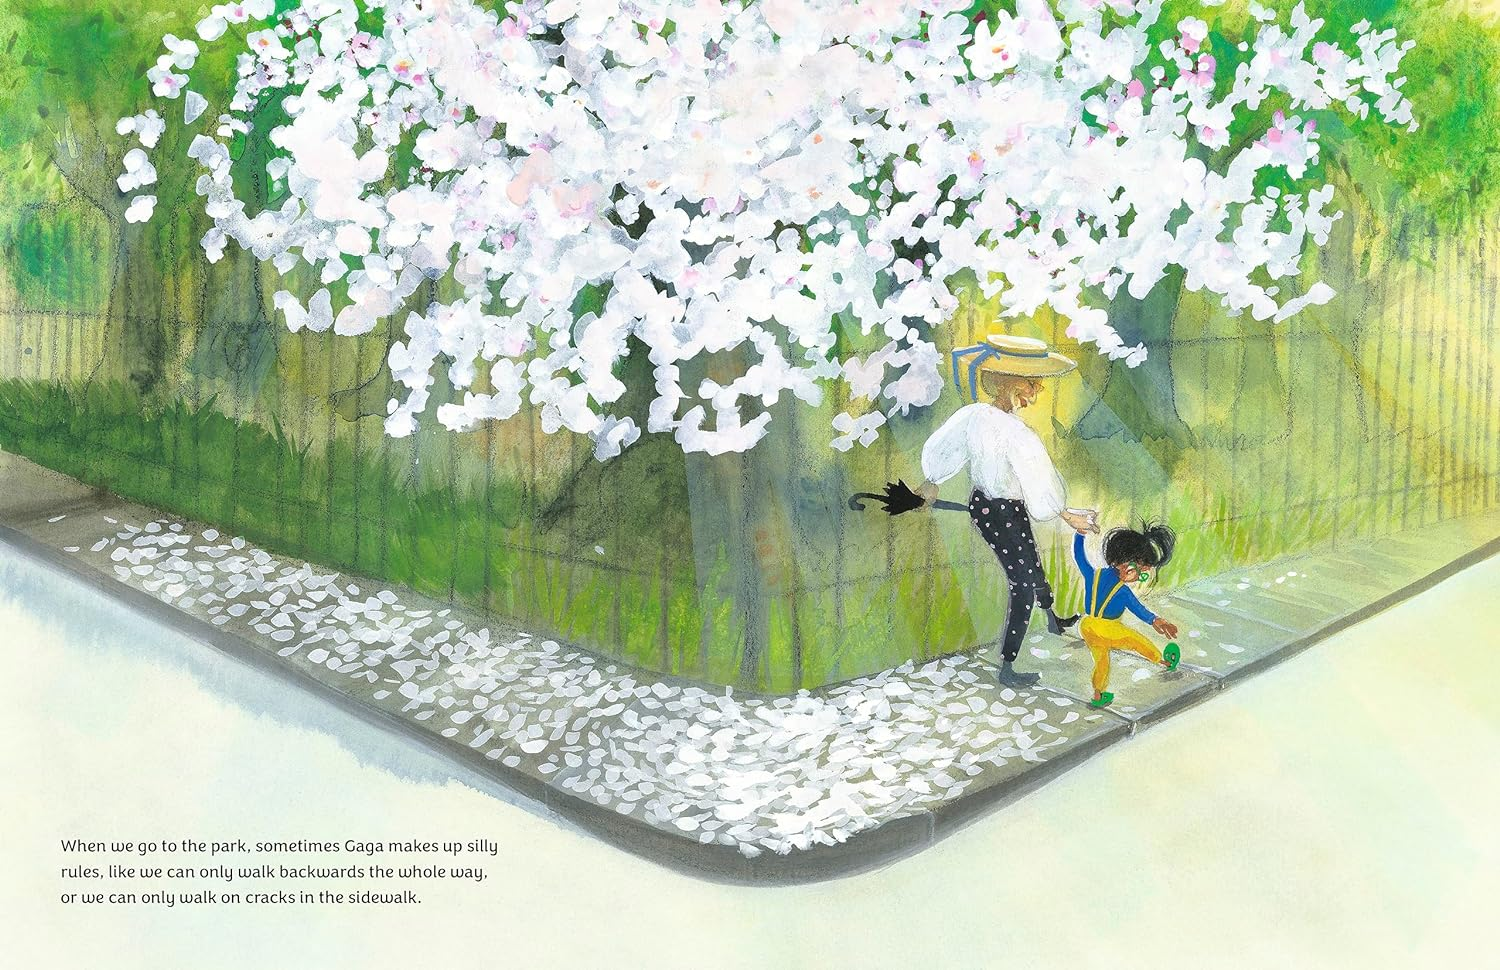 When we go to the park, sometimes Gaga makes up silly
rules, like we can only walk backwards the whole way,
or we can only walk on cracks in the sidewalk.